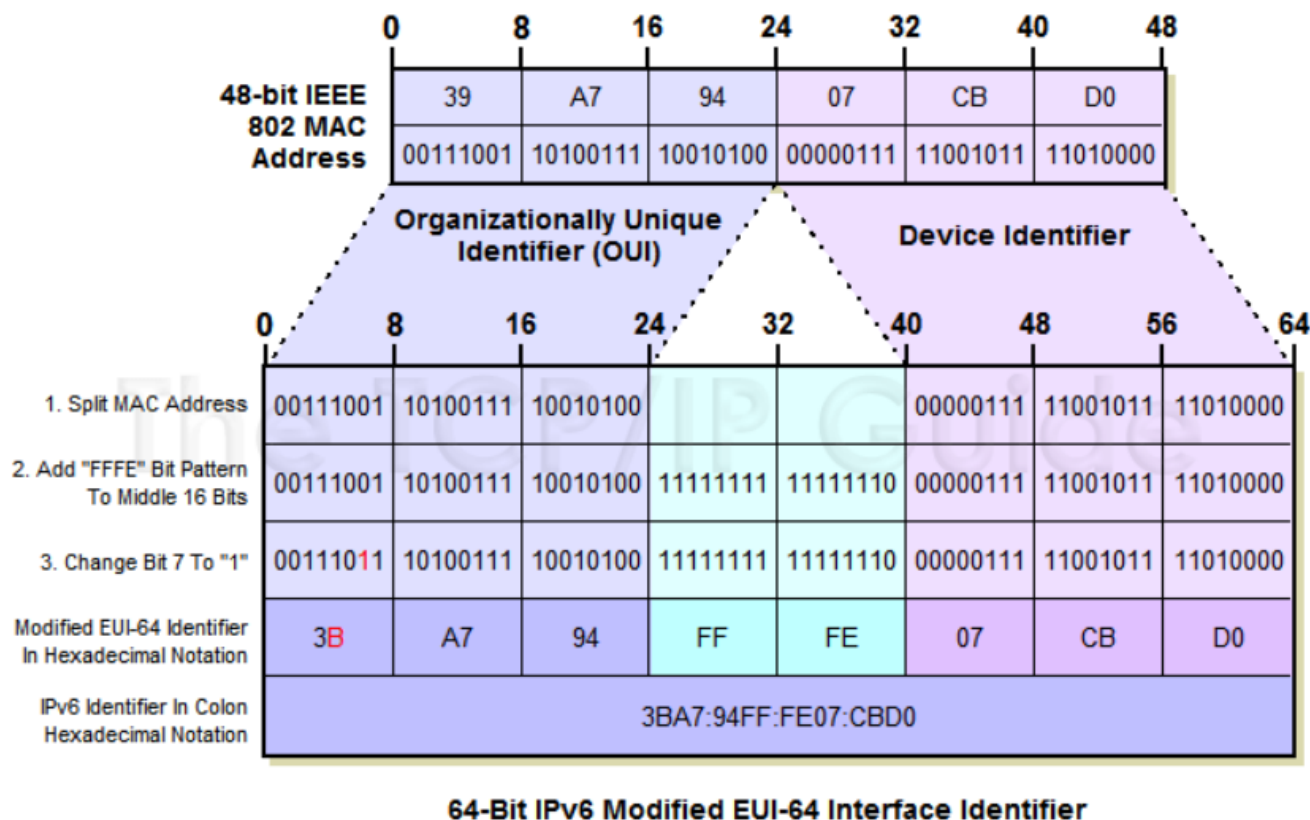 0 8 16 24 32 40 48
48-bit IEEE
802 MAC
Address
39 A7 94 07 CB D0
00111001 10100111 10010100 00000111 11001011 11010000
Organizationally Unique
Identifier (OUI)
Device Identifier
0 8 16 24 32 40 48 56 64
The TCP/IP Guide
1. Split MAC Address
00111001 10100111 10010100 00000111 11001011 11010000
2. Add "FFFE" Bit Pattern
To Middle 16 Bits
00111001 10100111 10010100 11111111 11111110 00000111 11001011 11010000
3. Change Bit 7 To "1"
00111011 10100111 10010100 11111111 11111110 00000111 11001011 11010000
Modified EUI-64 Identifier
In Hexadecimal Notation
3B A7 94 FF FE 07 CB D0
IPv6 Identifier In Colon
Hexadecimal Notation
3BA7:94FF:FE07:CBD0
64-Bit IPv6 Modified EUI-64 Interface Identifier